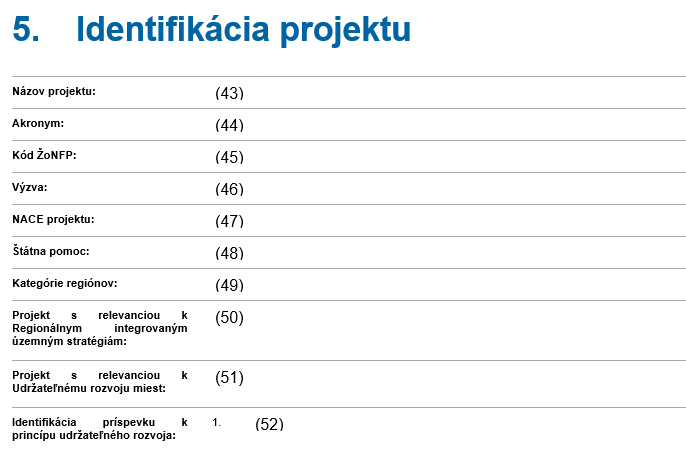 5. Identifikácia projektu
Názov projektu: (43)
Akronym: (44)
Kód ŽoNFP: (45)
Výzva: (46)
NACE projektu: (47)
Štátna pomoc: (48)
Kategórie regiónov: (49)
Projekt s relevanciou k (50)
Regionálnym integrovaným
územným stratégiám:
Projekt s relevanciou k (51)
Udržateľnému rozvoju miest:
Identifikácia príspevku k 1. (52)
princípu udržateľného rozvoja: